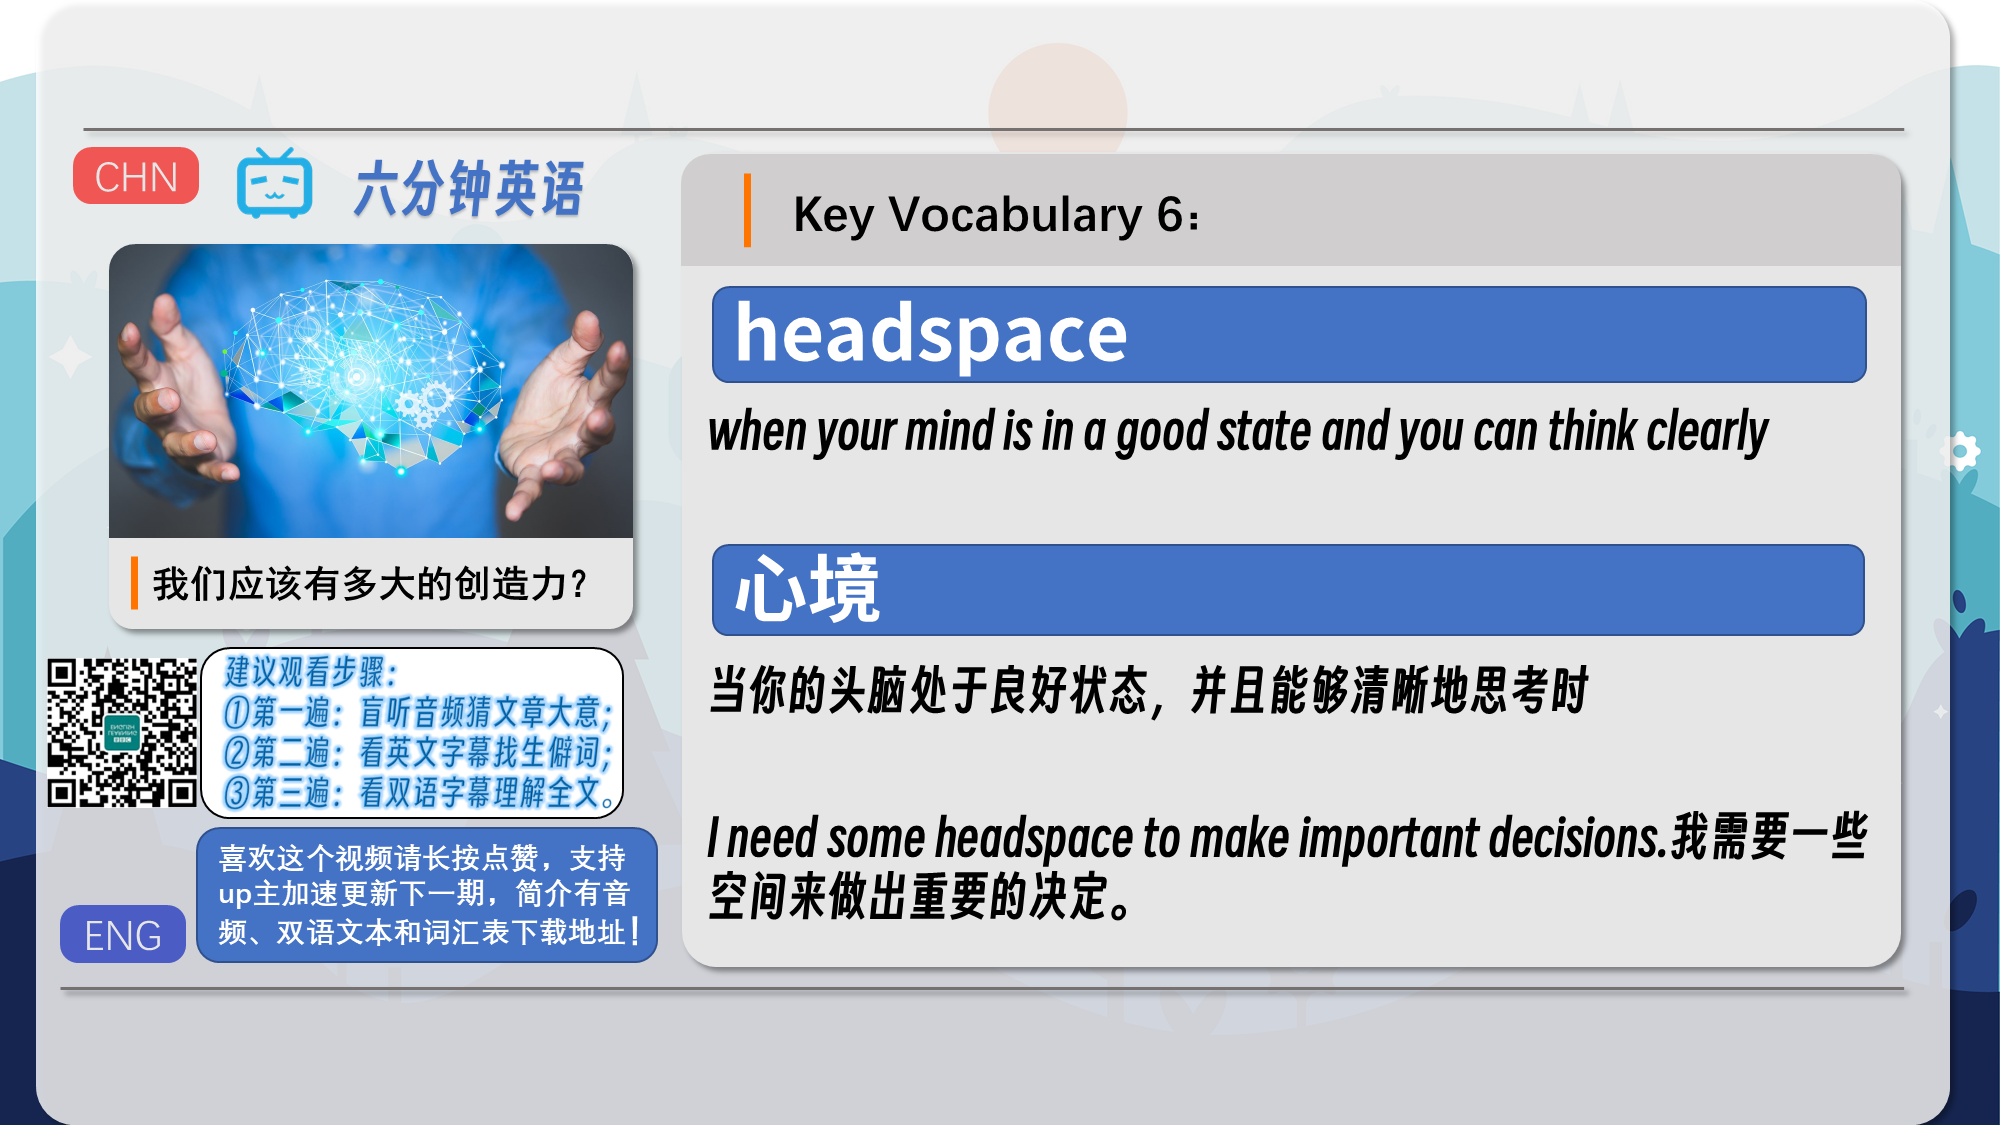 CHN
六分钟英语
我们应该有多大的创造力？
建议观看步骤：
①第一遍：盲听音频猜文章大意；
②第二遍：看英文字幕找生僻词；
③第三遍：看双语字幕理解全文。
喜欢这个视频请长按点赞，支持
up主加速更新下一期，简介有音
频、双语文本和词汇表下载地址！
ENG
Key Vocabulary 6:
headspace
when your mind is in a good state and you can think clearly
心境
当你的头脑处于良好状态，并且能够清晰地思考时
I need some headspace to make important decisions.我需要一些
空间来做出重要的决定。